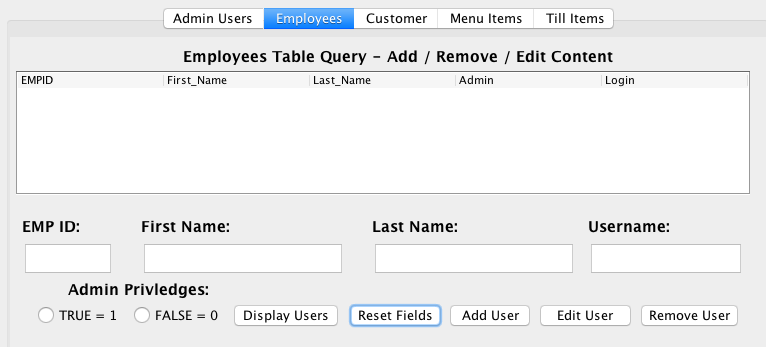 Admin Users Employees Customer Menu Items Till Items
Employees Table Query - Add / Remove / Edit Content
EMPID First_Name Last_Name Admin Login
EMP ID: First Name: Last Name: Username:
Admin Privledges:
TRUE = 1 FALSE = 0 Display Users Reset Fields Add User Edit User Remove User